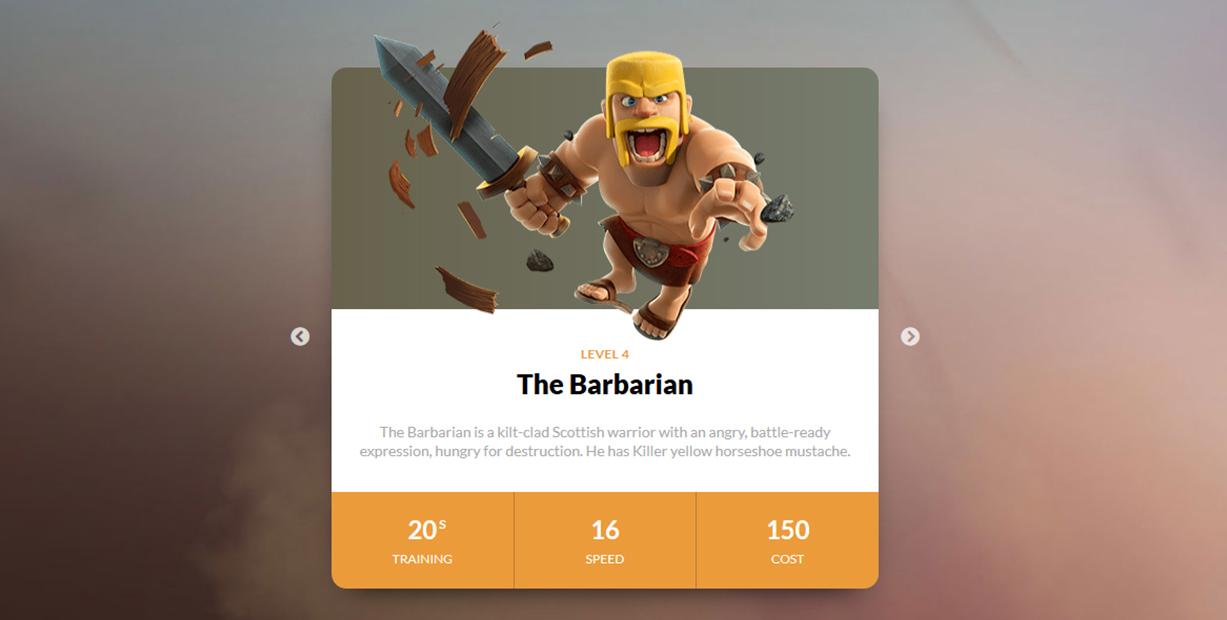 LEVEL 4
The Barbarian
The Barbarian is a kilt-clad Scottish warrior with an angry, battle-ready
expression, hungry for destruction. He has Killer yellow horseshoe mustache.
20s 16 150
TRAINING SPEED COST